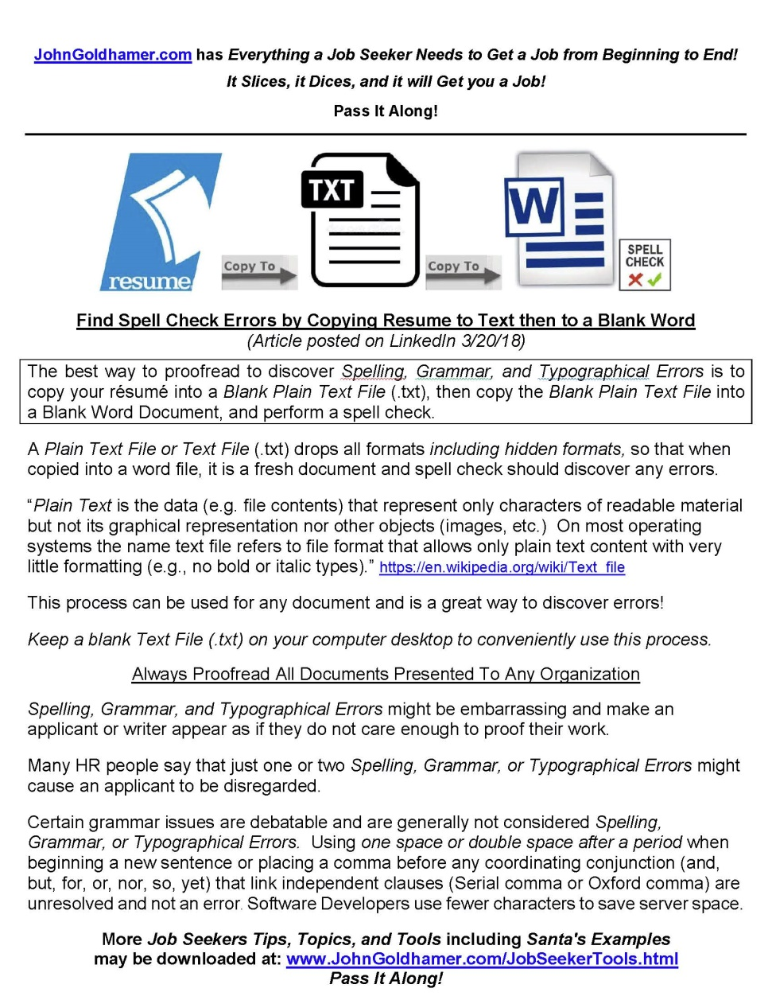 JohnGoldhamer.com has Everything a Job Seeker Needs to Get a Job from Beginning to End!
It Slices, it Dices, and it will Get you a Job!
Pass It Along!
resume
Copy To
TXT
Copy To
W
SPELL
CHECK
Find Spell Check Errors by Copying Resume to Text then to a Blank Word
(Article posted on LinkedIn 3/20/18)
The best way to proofread to discover Spelling, Grammar, and Typographical Errors is to
copy your résumé into a Blank Plain Text File (.txt), then copy the Blank Plain Text File into
a Blank Word Document, and perform a spell check.
A Plain Text File or Text File (.txt) drops all formats including hidden formats, so that when
copied into a word file, it is a fresh document and spell check should discover any errors.
“Plain Text is the data (e.g. file contents) that represent only characters of readable material
but not its graphical representation nor other objects (images, etc.)  On most operating
systems the name text file refers to file format that allows only plain text content with very
little formatting (e.g., no bold or italic types).” https://en.wikipedia.org/wiki/Text_file
This process can be used for any document and is a great way to discover errors!
Keep a blank Text File (.txt) on your computer desktop to conveniently use this process.
Always Proofread All Documents Presented To Any Organization
Spelling, Grammar, and Typographical Errors might be embarrassing and make an
applicant or writer appear as if they do not care enough to proof their work.
Many HR people say that just one or two Spelling, Grammar, or Typographical Errors might
cause an applicant to be disregarded.
Certain grammar issues are debatable and are generally not considered Spelling,
Grammar, or Typographical Errors.  Using one space or double space after a period when
beginning a new sentence or placing a comma before any coordinating conjunction (and,
but, for, or, nor, so, yet) that link independent clauses (Serial comma or Oxford comma) are
unresolved and not an error. Software Developers use fewer characters to save server space.
More Job Seekers Tips, Topics, and Tools including Santa's Examples
may be downloaded at: www.JohnGoldhamer.com/JobSeekerTools.html
Pass It Along!